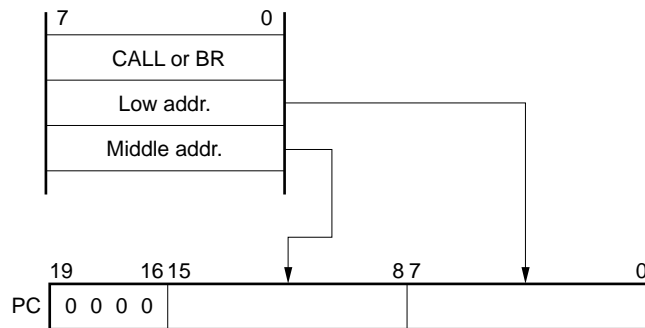 7 0
CALL or BR
Low addr.
Middle addr.
19 16 15 8 7 0
PC 0 0 0 0